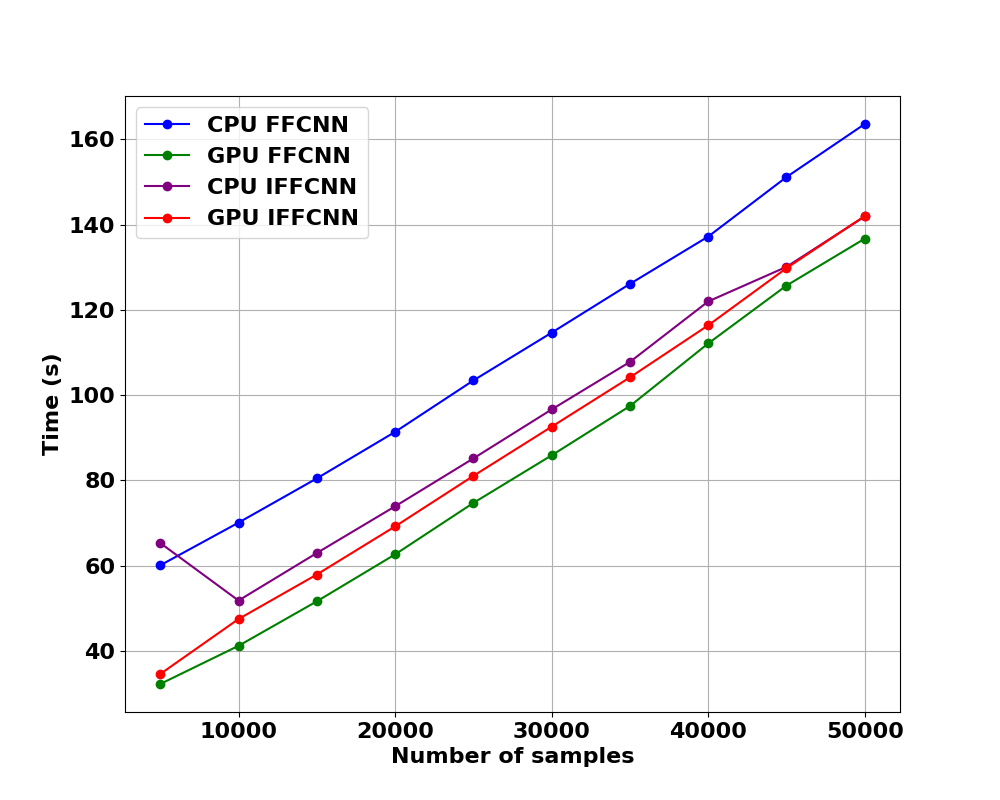 CPU FFCNN
GPU FFCNN
CPU IFFCNN
GPU IFFCNN
160
140
120
100
80
60
40
Time (s)
10000 20000 30000 40000 50000
Number of samples